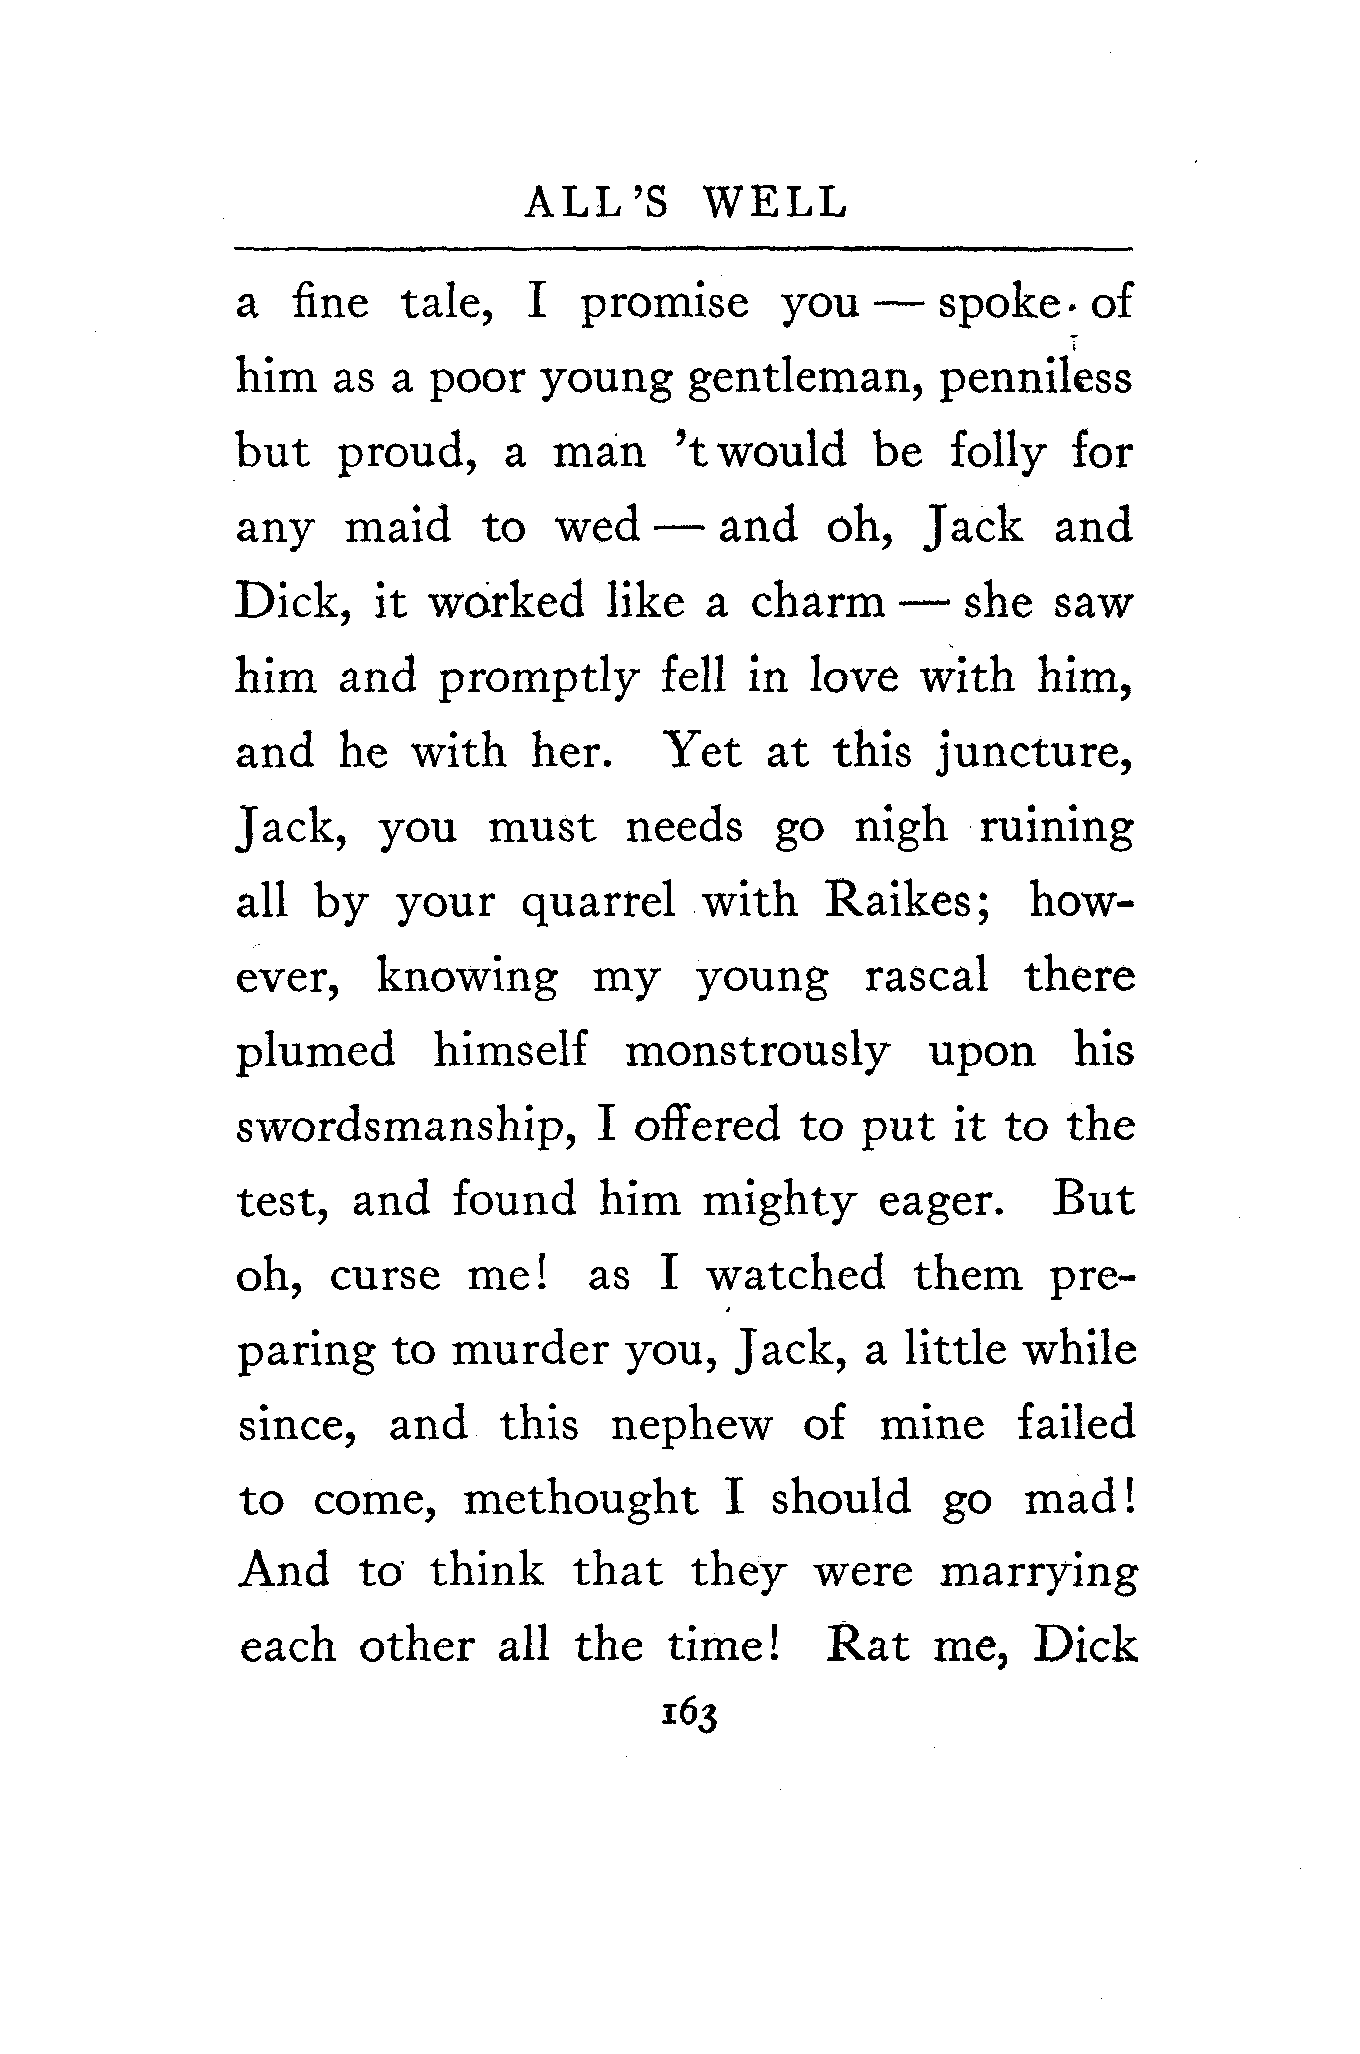 ALL'S WELL
a fine tale, I promise you — spoke of
him as a poor young gentleman, penniless
but proud, a man 't would be folly for
any maid to wed — and oh, Jack and
Dick, it worked like a charm — she saw
him and promptly fell in love with him,
and he with her. Yet at this juncture,
Jack, you must needs go nigh ruining
all by your quarrel with Raikes; how-
ever, knowing my young rascal there
plumed himself monstrously upon his
swordsmanship, I offered to put it to the
test, and found him mighty eager. But
oh, curse me! as I watched them pre-
paring to murder you, Jack, a little while
since, and this nephew of mine failed
to come, methought I should go mad!
And to think that they were marrying
each other all the time! Rat me, Dick
163